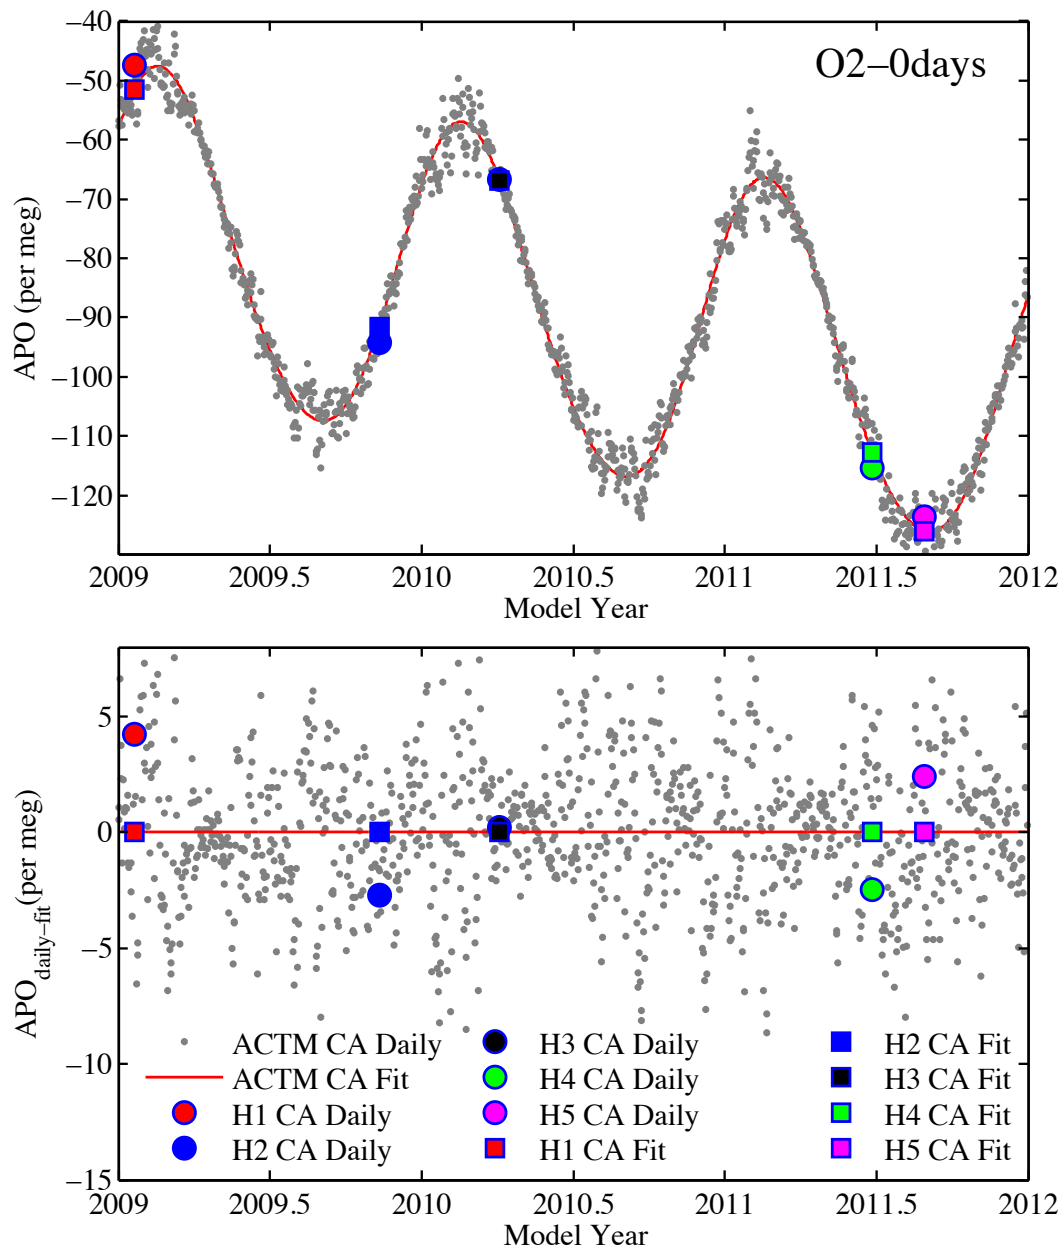 O2−0days
APO (per meg)
−40
−50
−60
−70
−80
−90
−100
−110
−120
2009 2009.5 2010 2010.5 2011 2011.5 2012
Model Year
APO_daily−fit (per meg)
5
0
−5
−10
−15
ACTM CA Daily
ACTM CA Fit
H1 CA Daily
H2 CA Daily
H3 CA Daily
H4 CA Daily
H5 CA Daily
H1 CA Fit
H2 CA Fit
H3 CA Fit
H4 CA Fit
H5 CA Fit
2009 2009.5 2010 2010.5 2011 2011.5 2012
Model Year